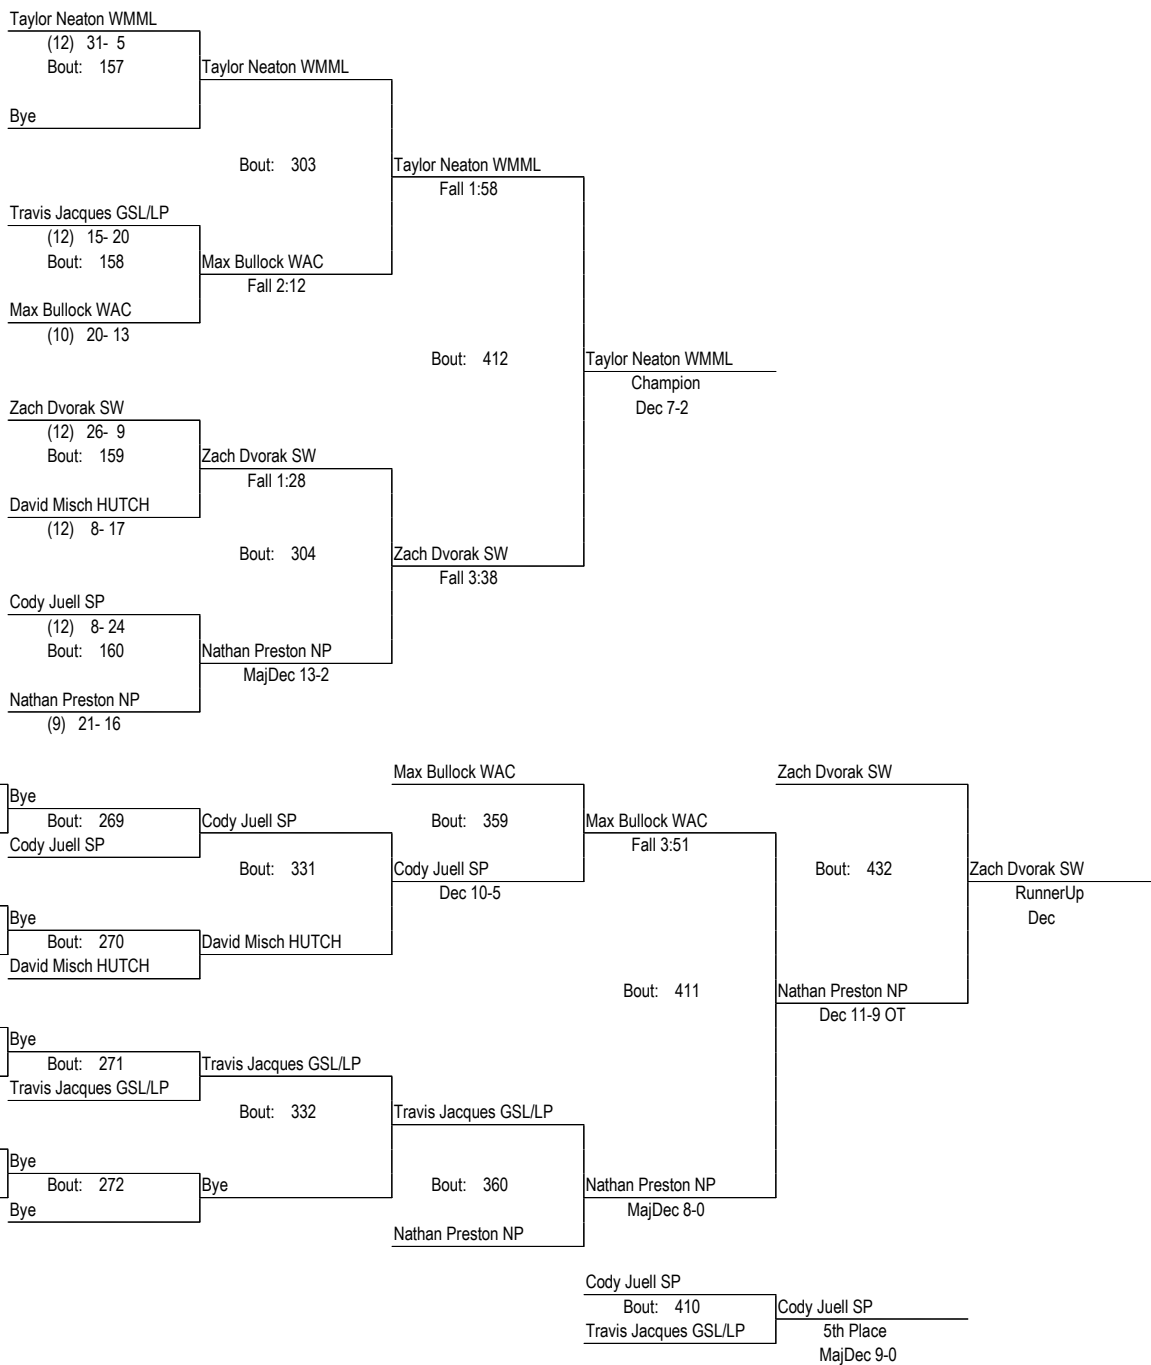 Taylor Neaton WMML
(12) 31- 5
Bout: 157
Taylor Neaton WMML
Bye
Bout: 303
Taylor Neaton WMML
Fall 1:58
Travis Jacques GSL/LP
(12) 15- 20
Bout: 158
Max Bullock WAC
Fall 2:12
Max Bullock WAC
(10) 20- 13
Bout: 412
Taylor Neaton WMML
Champion
Dec 7-2
Zach Dvorak SW
(12) 26- 9
Bout: 159
Zach Dvorak SW
Fall 1:28
David Misch HUTCH
(12) 8- 17
Bout: 304
Zach Dvorak SW
Fall 3:38
Cody Juell SP
(12) 8- 24
Bout: 160
Nathan Preston NP
MajDec 13-2
Nathan Preston NP
(9) 21- 16
Max Bullock WAC
Zach Dvorak SW
Bye
Bout: 269
Cody Juell SP
Bout: 359
Max Bullock WAC
Cody Juell SP
Fall 3:51
Bout: 331
Cody Juell SP
Dec 10-5
Bout: 432
Zach Dvorak SW
RunnerUp
Dec
Bye
Bout: 270
David Misch HUTCH
David Misch HUTCH
Bout: 411
Nathan Preston NP
Dec 11-9 OT
Bye
Bout: 271
Travis Jacques GSL/LP
Travis Jacques GSL/LP
Bout: 332
Travis Jacques GSL/LP
Bye
Bout: 272
Bye
Bye
Bout: 360
Nathan Preston NP
MajDec 8-0
Nathan Preston NP
Cody Juell SP
Bout: 410
Cody Juell SP
Travis Jacques GSL/LP
5th Place
MajDec 9-0